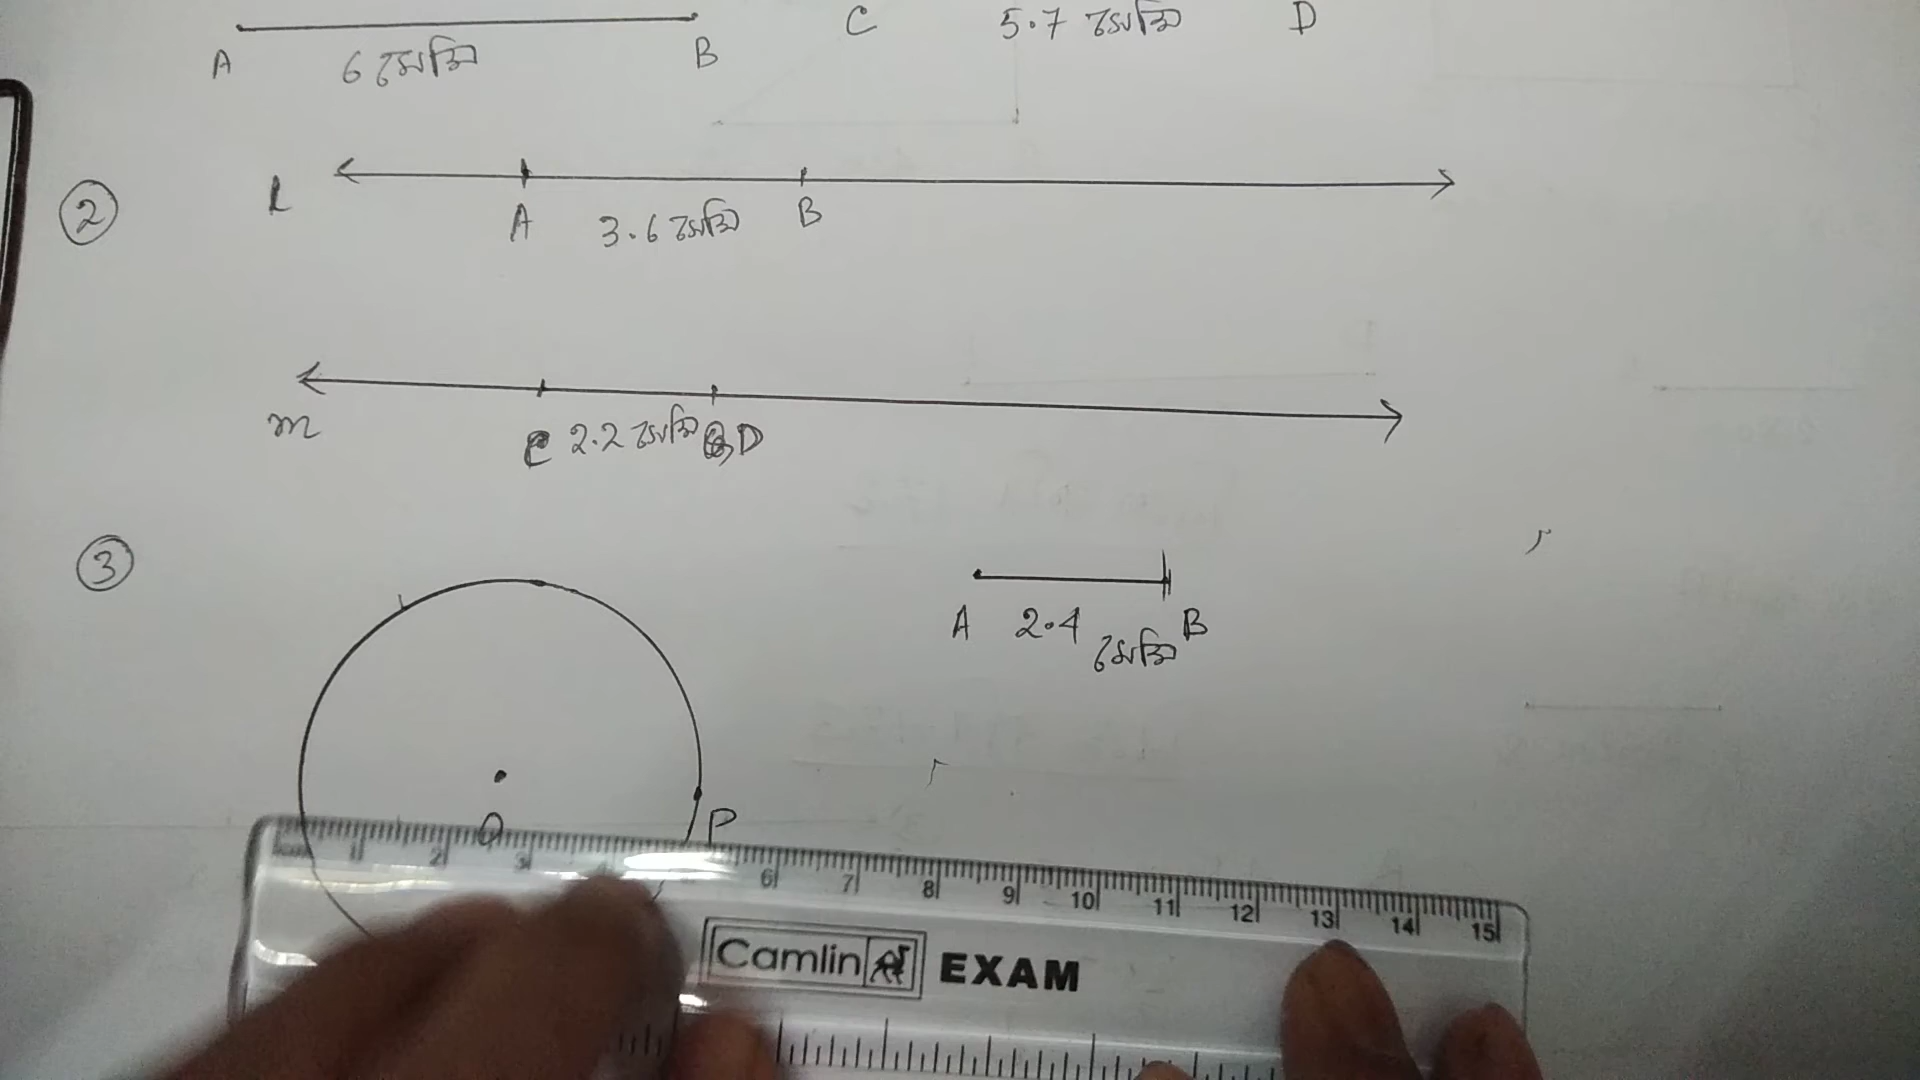 A 6 সেমি B C 5.7 সেমি D
2 L A 3.6 সেমি B
m C 2.2 সেমি D
3
A 2.4 সেমি B
O P
1 2 3 4 6 7 8 9 10 11 12 13 14 15
Camlin EXAM